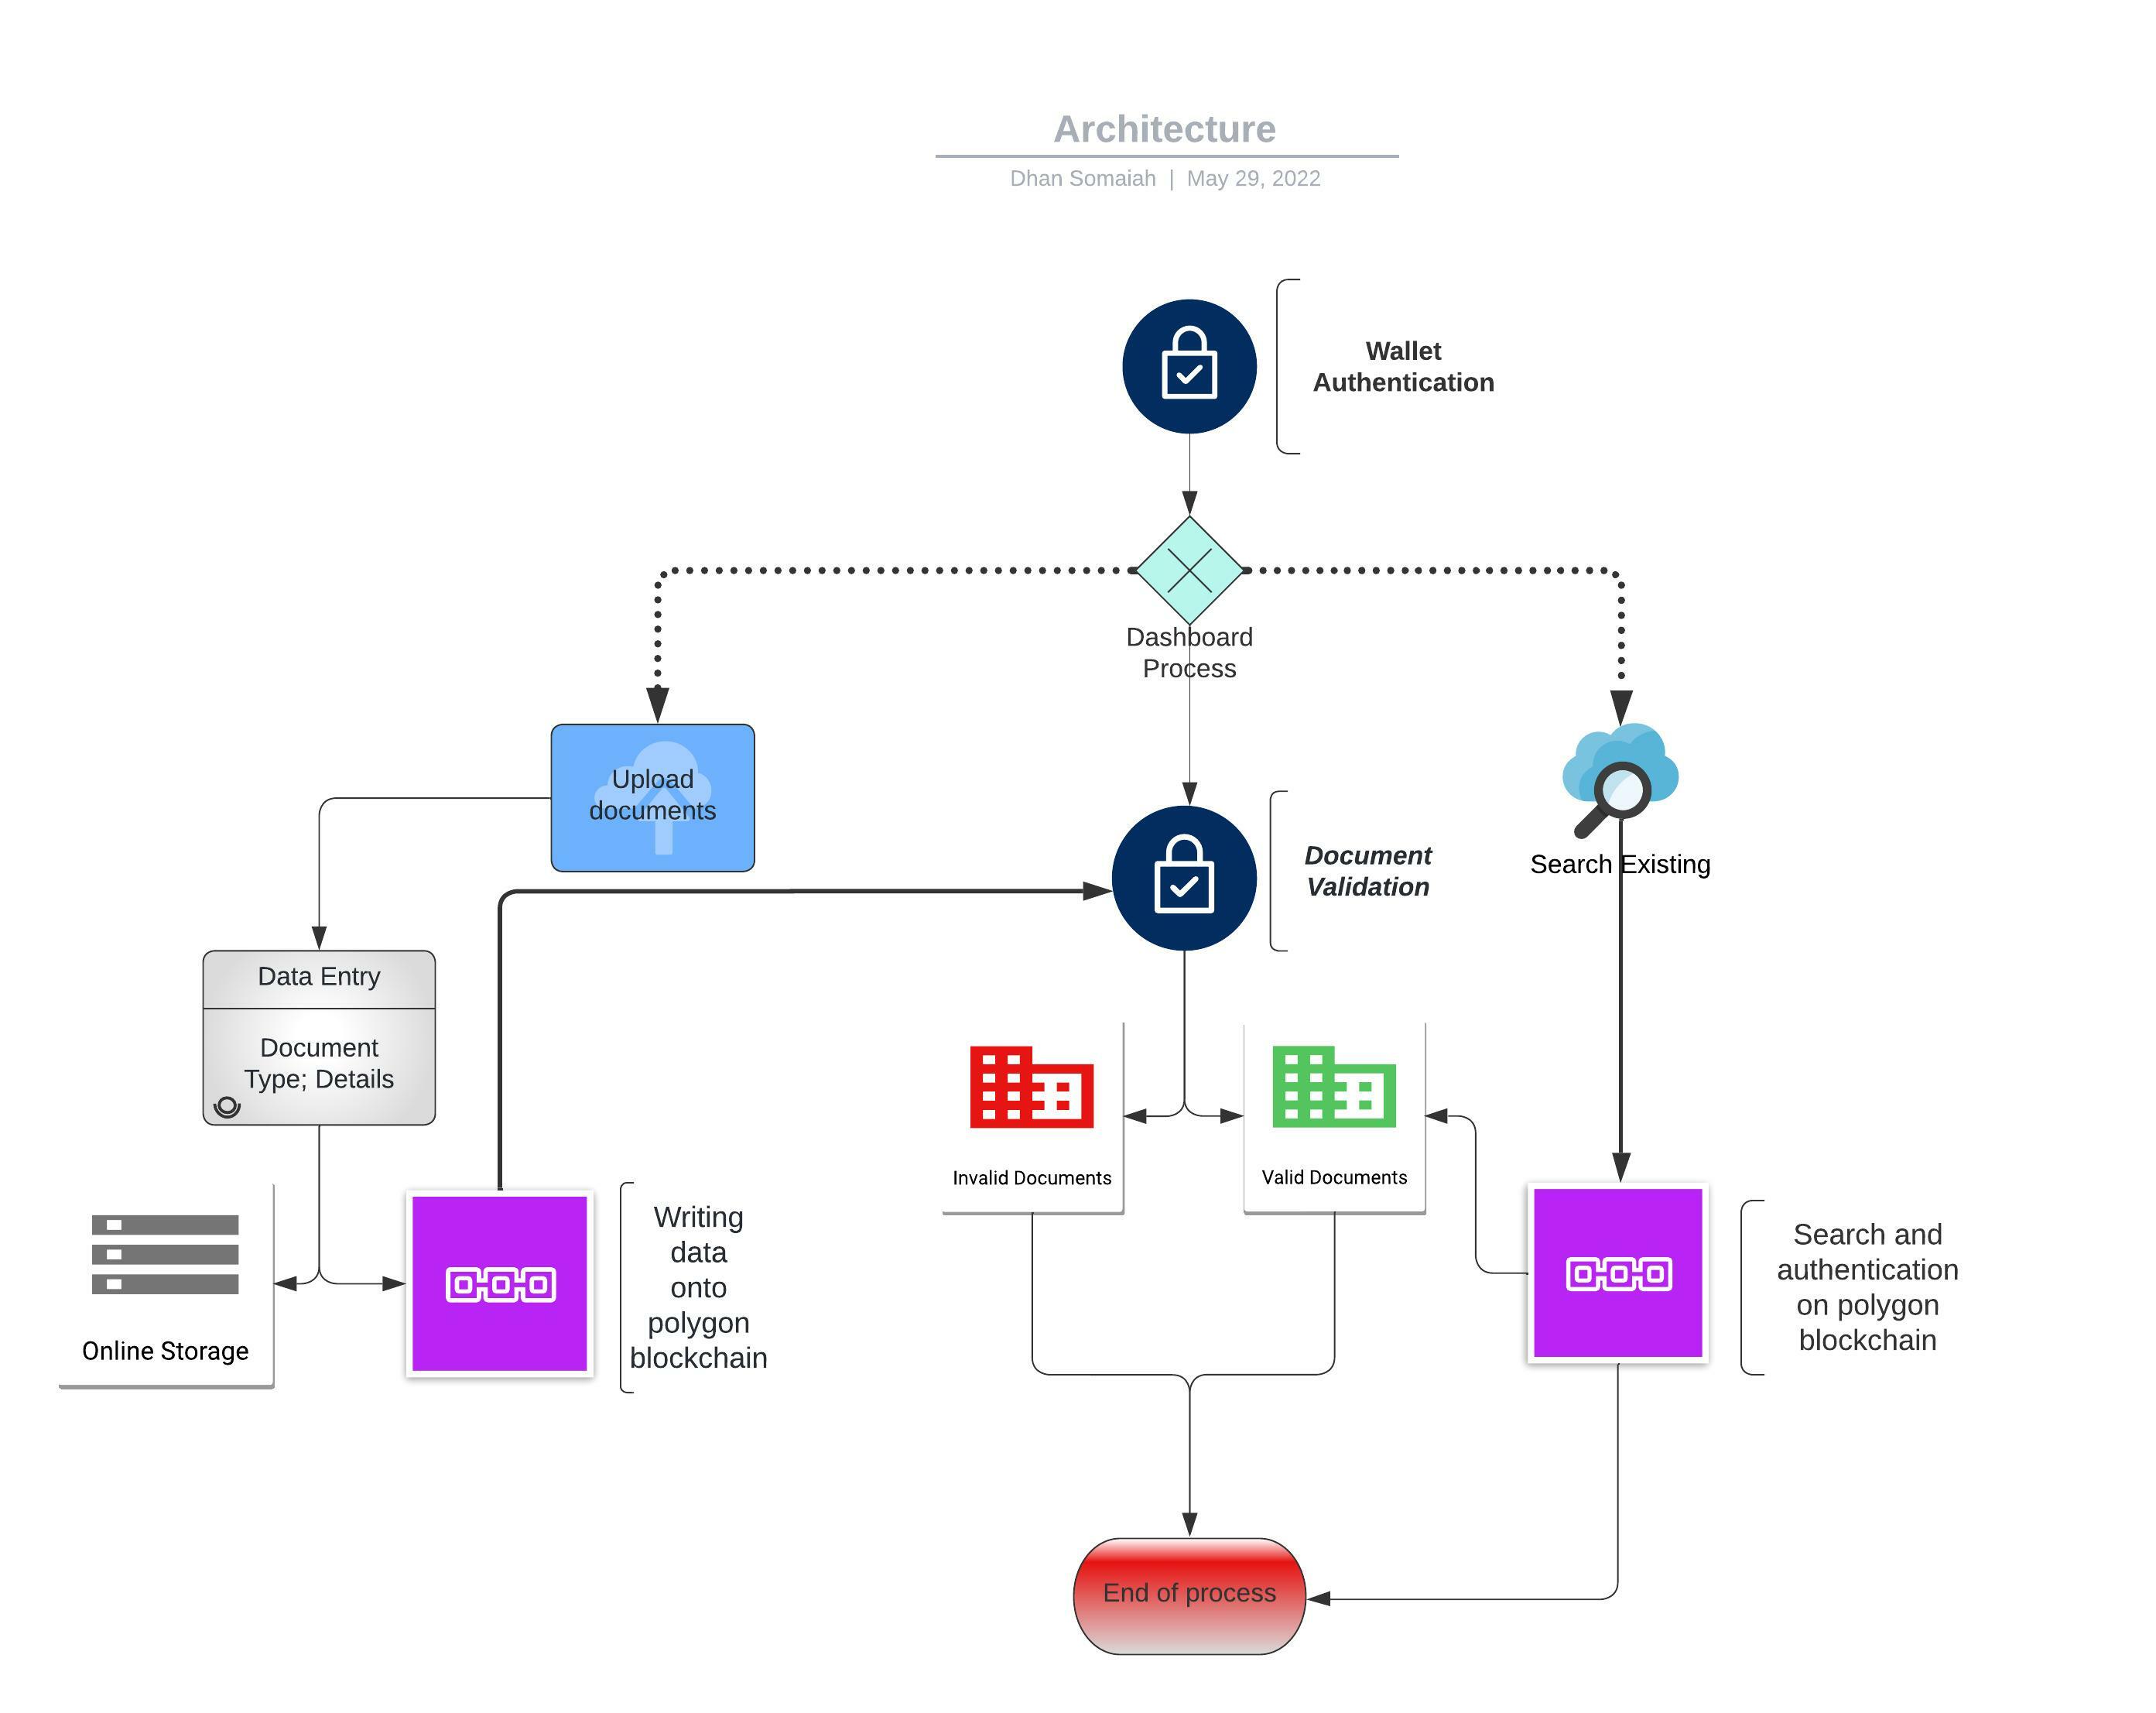 Architecture
Dhan Somaiah | May 29, 2022
Wallet
Authentication
Dashboard
Process
Upload
documents
Document
Validation
Search Existing
Data Entry
Document
Type; Details
Invalid Documents
Valid Documents
Online Storage
Writing
data
onto
polygon
blockchain
Search and
authentication
on polygon
blockchain
End of process